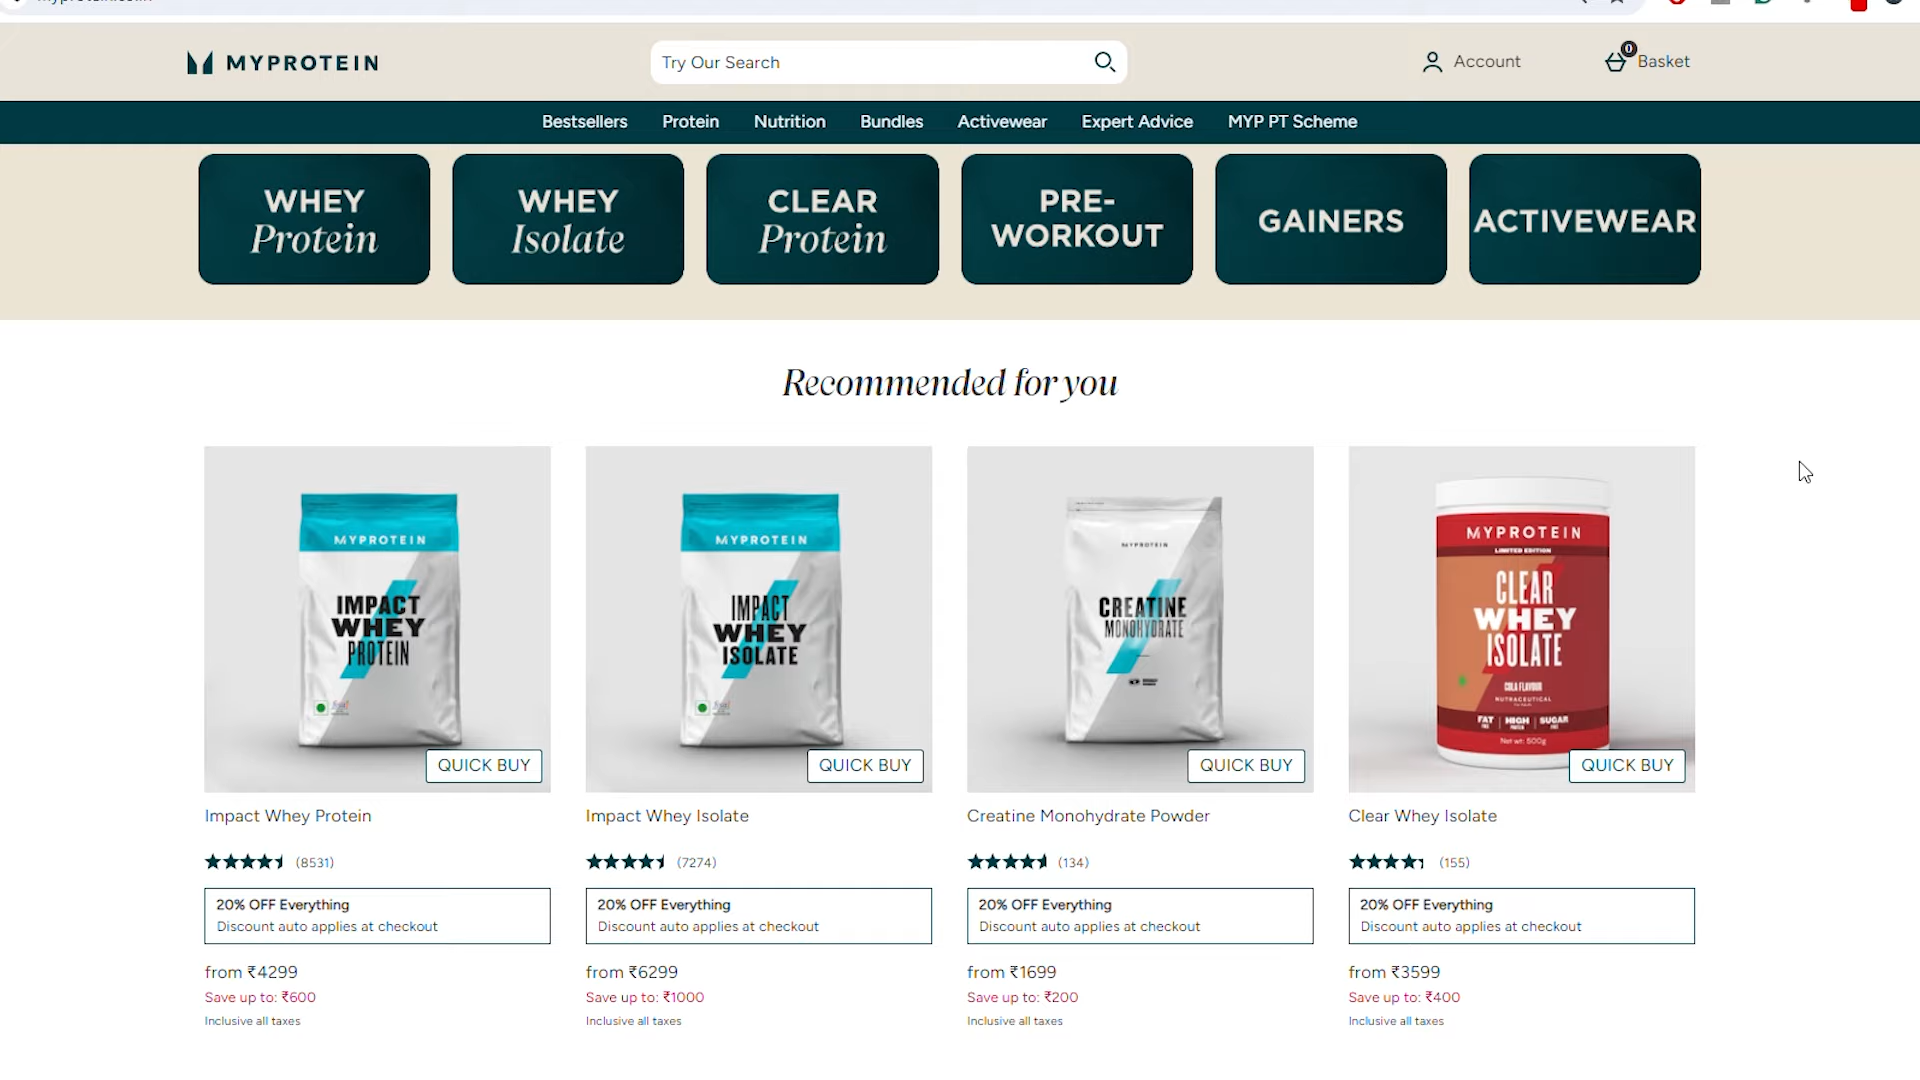 MYPROTEIN
Try Our Search
0
Account
Basket
Bestsellers
Protein
Nutrition
Bundles
Activewear
Expert Advice
MYP PT Scheme
WHEY
Protein
WHEY
Isolate
CLEAR
Protein
PRE-
WORKOUT
GAINERS
ACTIVEWEAR
Recommended for you
MYPROTEIN
IMPACT
WHEY
PROTEIN
QUICK BUY
MYPROTEIN
IMPACT
WHEY
ISOLATE
QUICK BUY
MYPROTEIN
CREATINE
MONOHYDRATE
QUICK BUY
MYPROTEIN
LIMITED EDITION
CLEAR
WHEY
ISOLATE
COLA FLAVOUR
NUTRACEUTICAL
FAT HIGH SUGAR
Net wt: 500g
QUICK BUY
Impact Whey Protein
Impact Whey Isolate
Creatine Monohydrate Powder
Clear Whey Isolate
(8531)
(7274)
(134)
(155)
20% OFF Everything
Discount auto applies at checkout
20% OFF Everything
Discount auto applies at checkout
20% OFF Everything
Discount auto applies at checkout
20% OFF Everything
Discount auto applies at checkout
from ₹4299
Save up to: ₹600
Inclusive all taxes
from ₹6299
Save up to: ₹1000
Inclusive all taxes
from ₹1699
Save up to: ₹200
Inclusive all taxes
from ₹3599
Save up to: ₹400
Inclusive all taxes